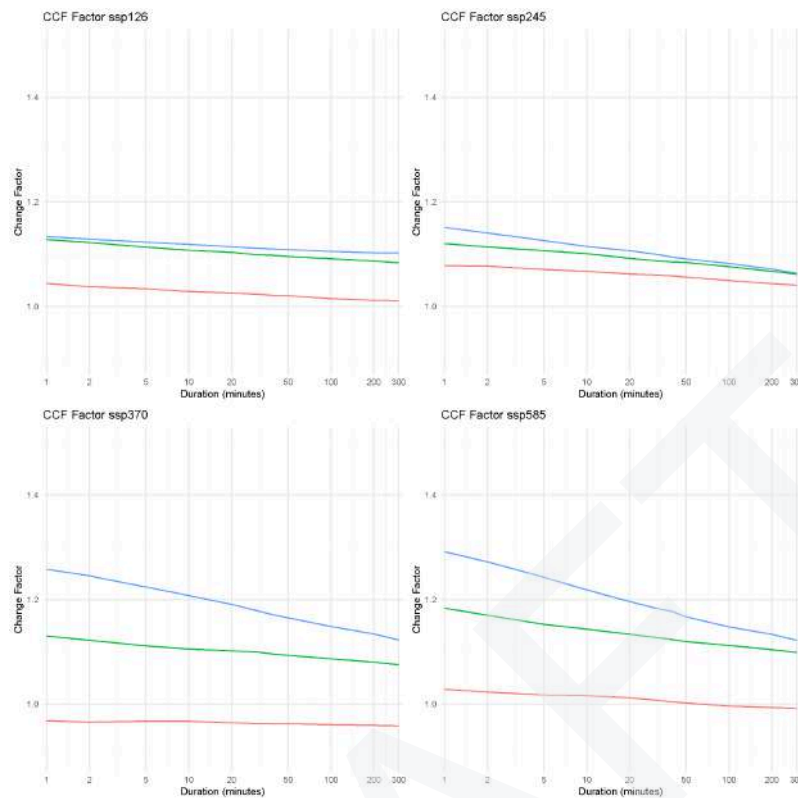 CCF Factor ssp126
CCF Factor ssp245
1.4
1.2
1.0
Change Factor
1 2 5 10 20 50 100 200 300
Duration (minutes)
1.4
1.2
1.0
Change Factor
1 2 5 10 20 50 100 200 300
Duration (minutes)
CCF Factor ssp370
CCF Factor ssp585
1.4
1.2
1.0
Change Factor
1 2 5 10 20 50 100 200 300
Duration (minutes)
1.4
1.2
1.0
Change Factor
1 2 5 10 20 50 100 200 300
Duration (minutes)